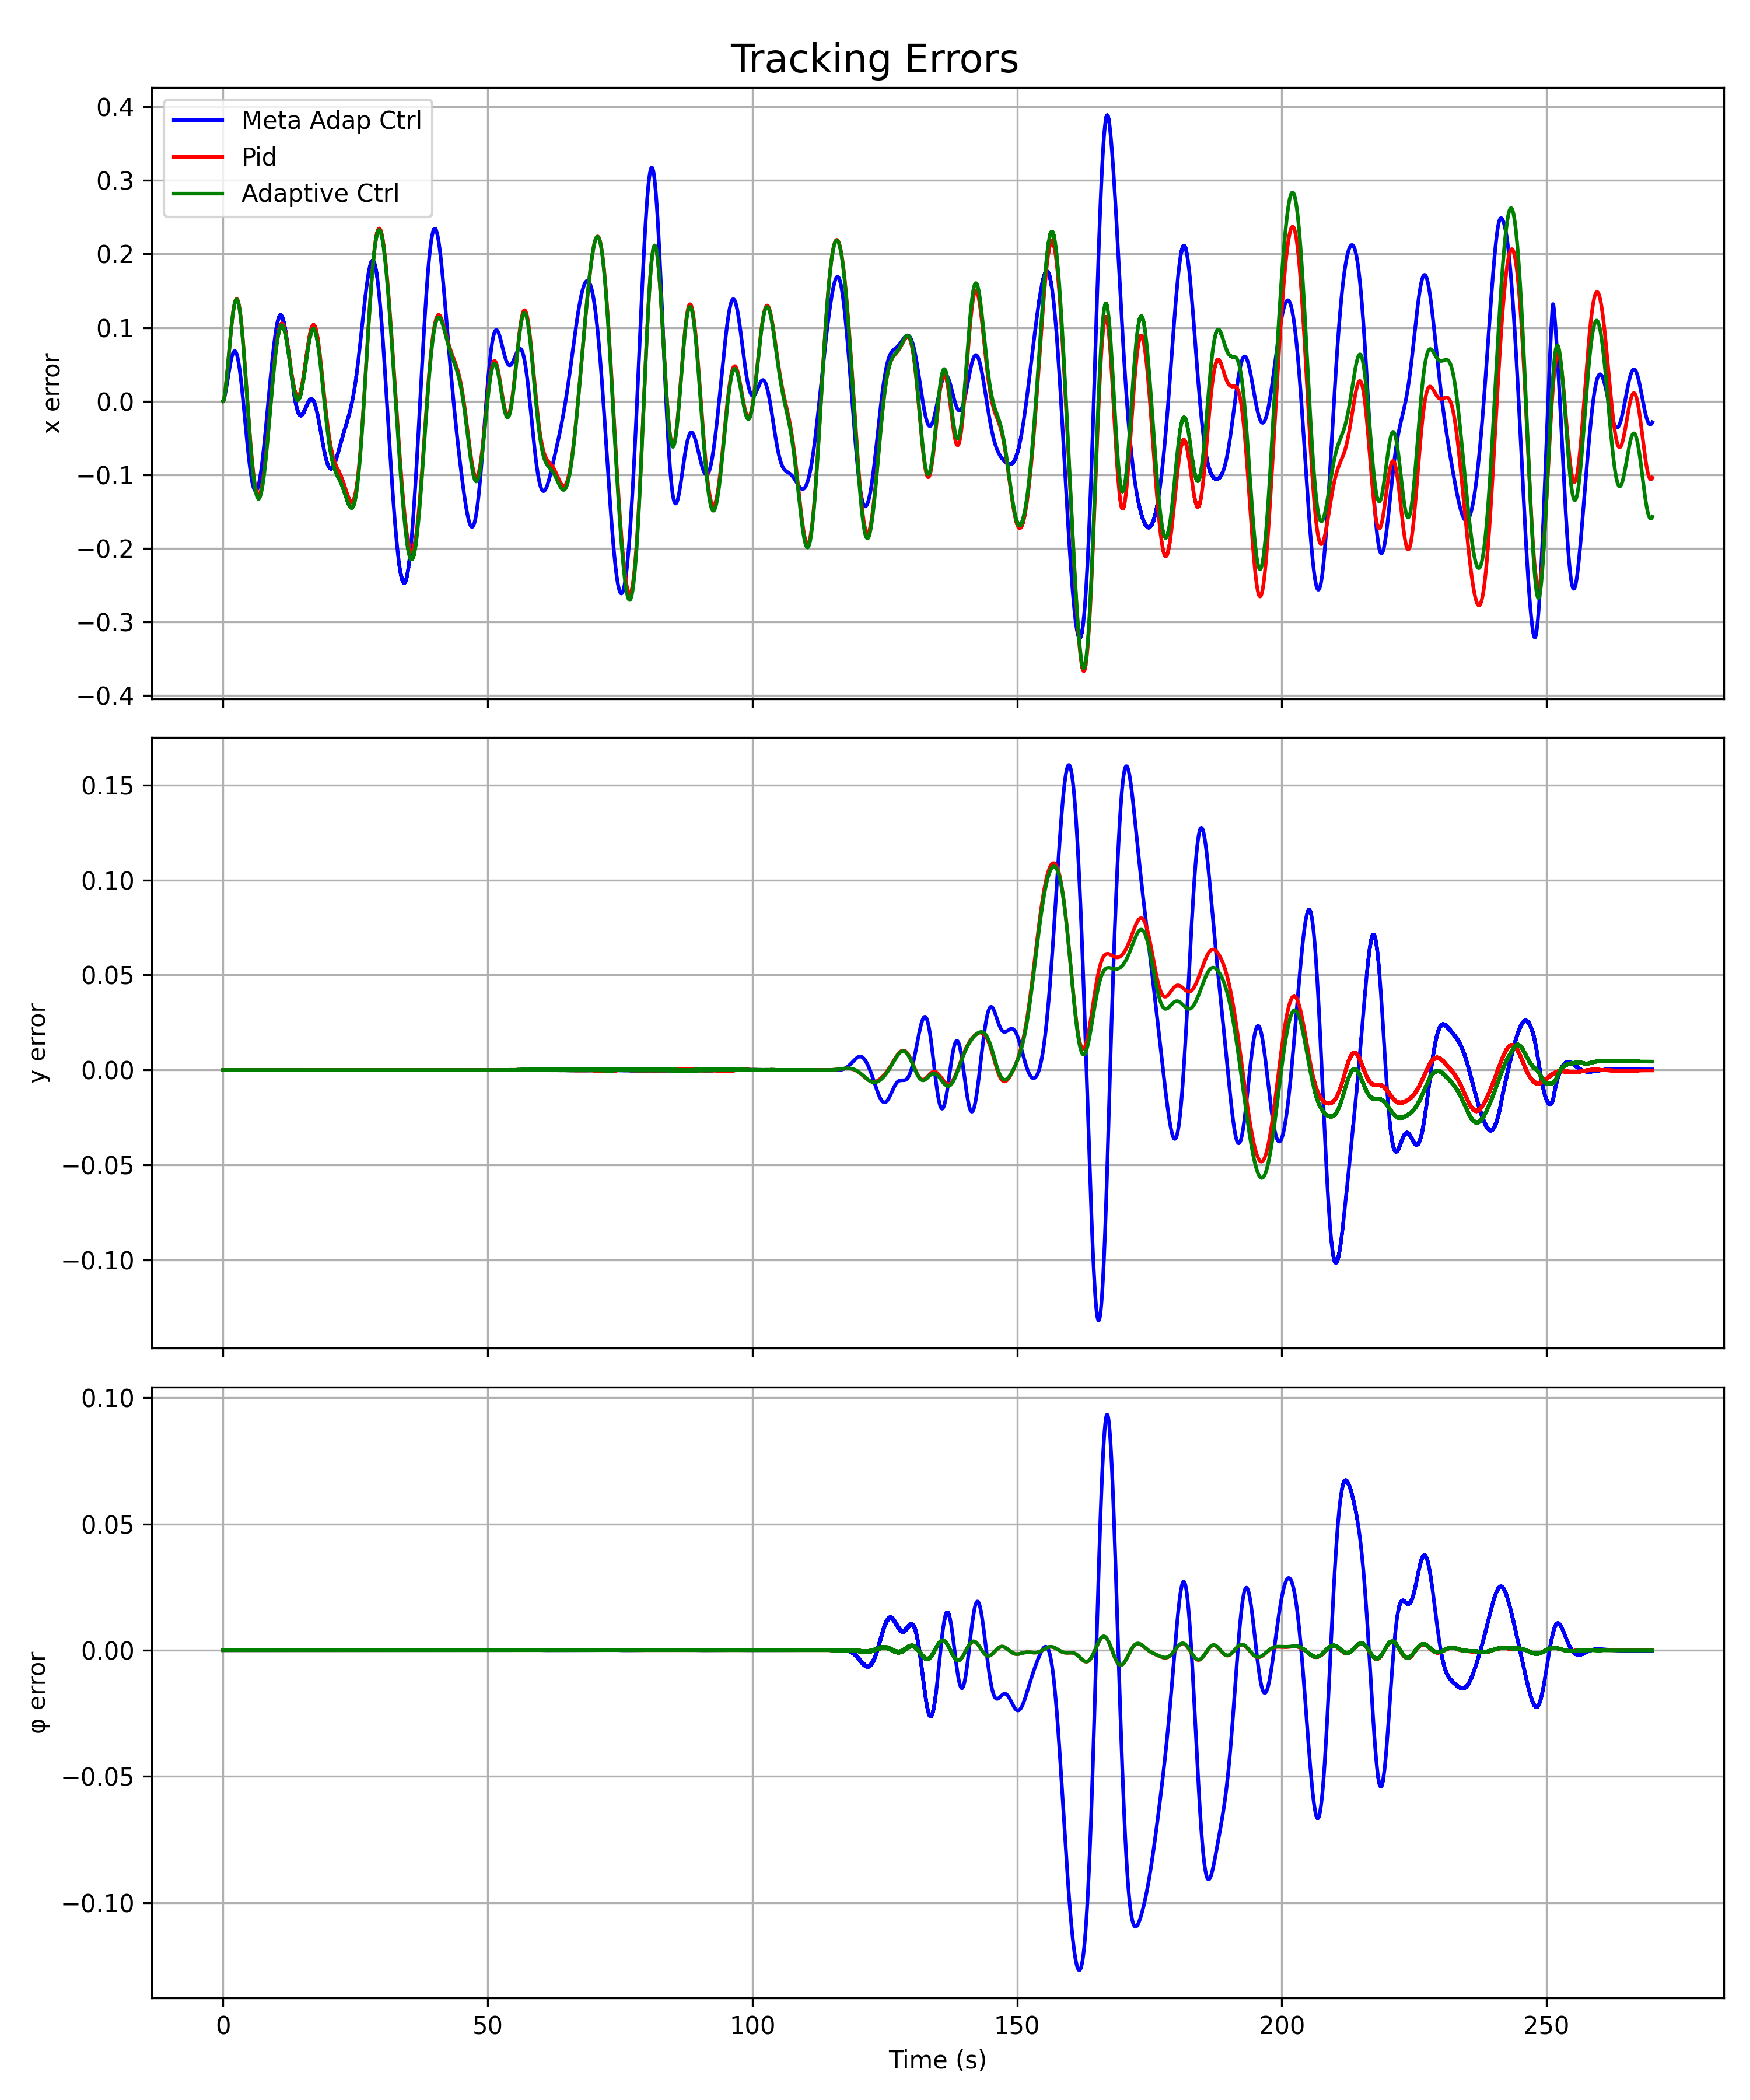 Tracking Errors
Meta Adap Ctrl
Pid
Adaptive Ctrl
x error
0.4
0.3
0.2
0.1
0.0
−0.1
−0.2
−0.3
−0.4
y error
0.15
0.10
0.05
0.00
−0.05
−0.10
φ error
0.10
0.05
0.00
−0.05
−0.10
0 50 100 150 200 250
Time (s)